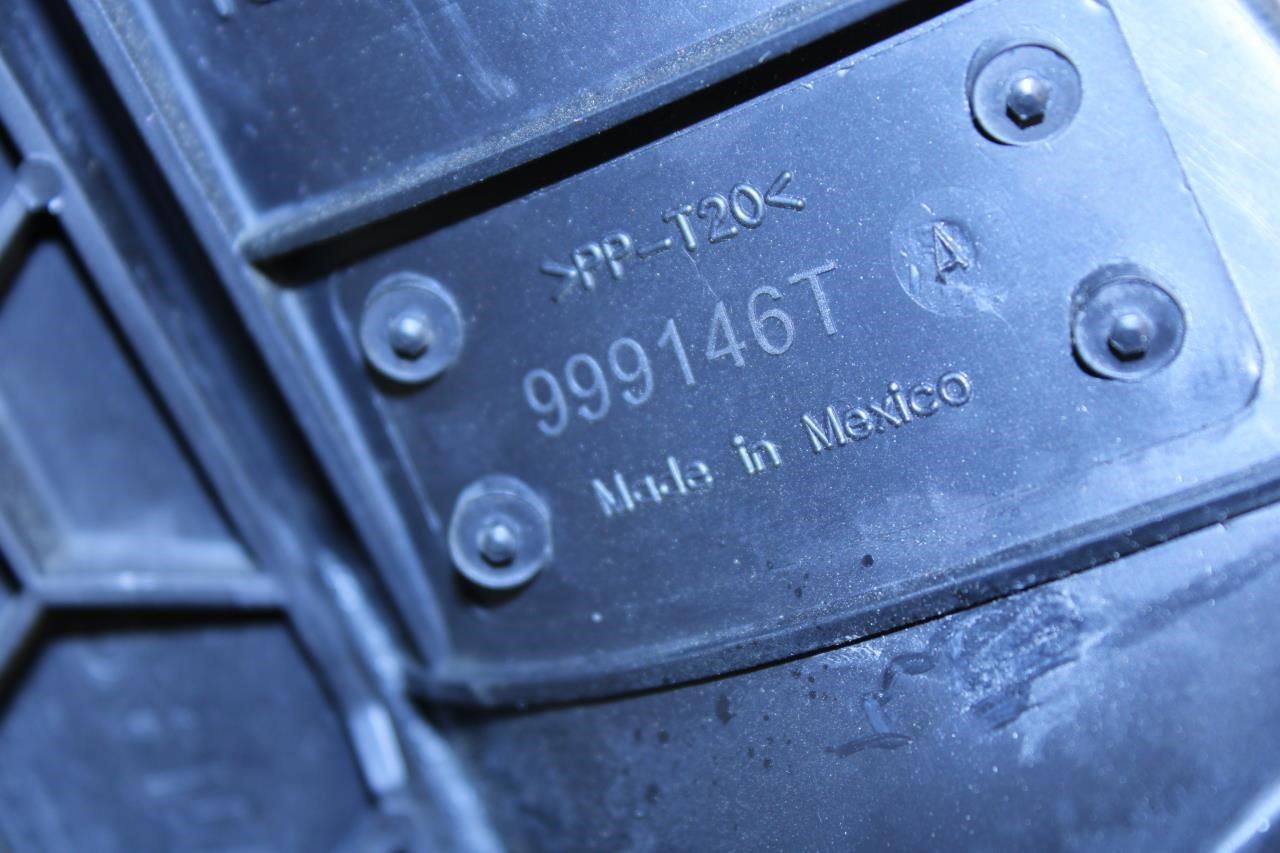 >PP-T20<
A
999146T
Made in Mexico